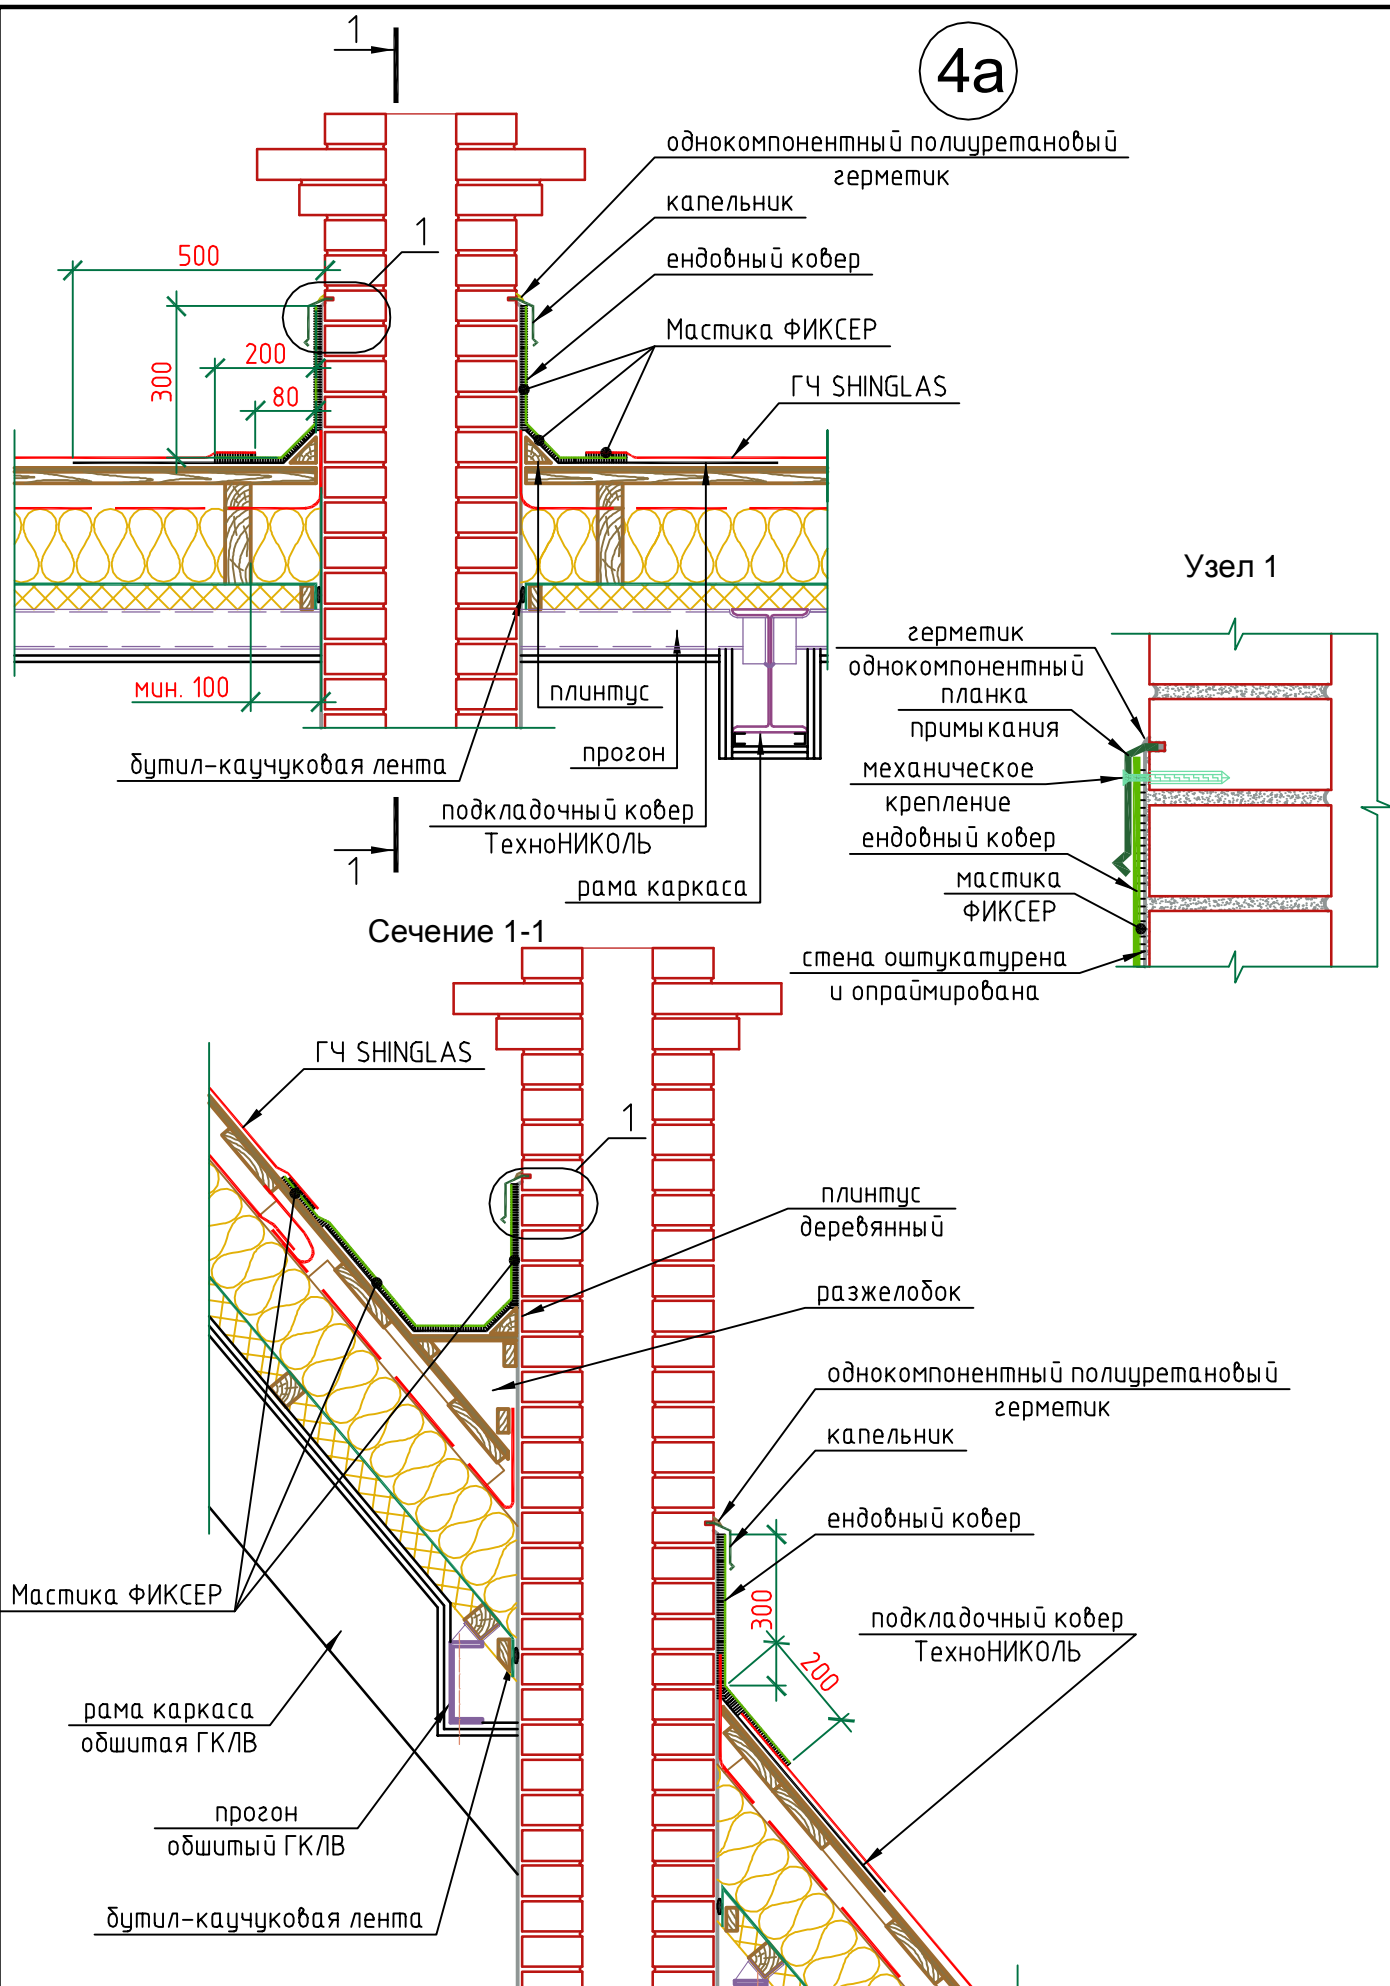 1
4а
однокомпонентный полиуретановый
герметик
капельник
1
500
ендовный ковер
Мастика ФИКСЕР
200
300
80
ГЧ SHINGLAS
Узел 1
герметик
однокомпонентный
планка
примыкания
механическое
крепление
ендовный ковер
мастика
ФИКСЕР
стена оштукатурена
и опраймирована
мин. 100
плинтус
прогон
бутил-каучуковая лента
подкладочный ковер
ТехноНИКОЛЬ
1
рама каркаса
Сечение 1-1
ГЧ SHINGLAS
1
плинтус
деревянный
разжелобок
однокомпонентный полиуретановый
герметик
капельник
ендовный ковер
Мастика ФИКСЕР
300
200
подкладочный ковер
ТехноНИКОЛЬ
рама каркаса
обшитая ГКЛВ
прогон
обшитый ГКЛВ
бутил-каучуковая лента